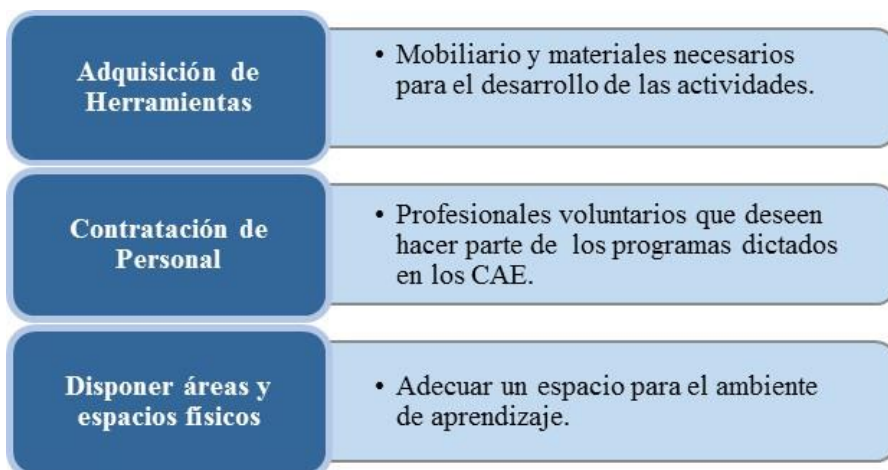 Adquisición de
Herramientas
• Mobiliario y materiales necesarios
para el desarrollo de las actividades.
Contratación de
Personal
• Profesionales voluntarios que deseen
hacer parte de los programas dictados
en los CAE.
Disponer áreas y
espacios físicos
• Adecuar un espacio para el ambiente
de aprendizaje.